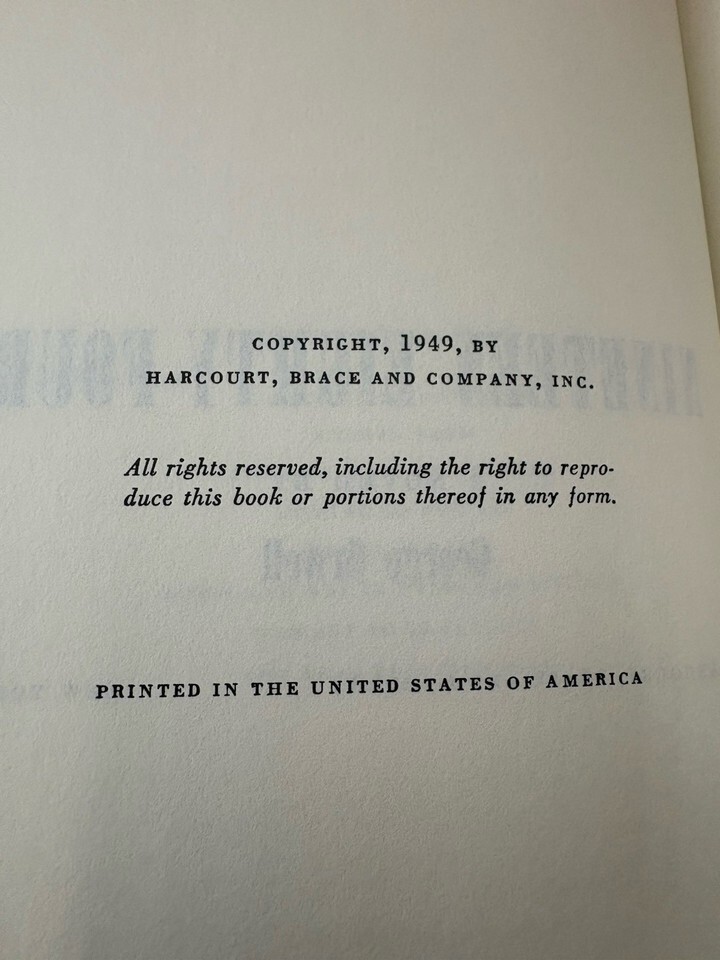 COPYRIGHT, 1949, BY
HARCOURT, BRACE AND COMPANY, INC.
All rights reserved, including the right to repro-
duce this book or portions thereof in any form.
PRINTED IN THE UNITED STATES OF AMERICA